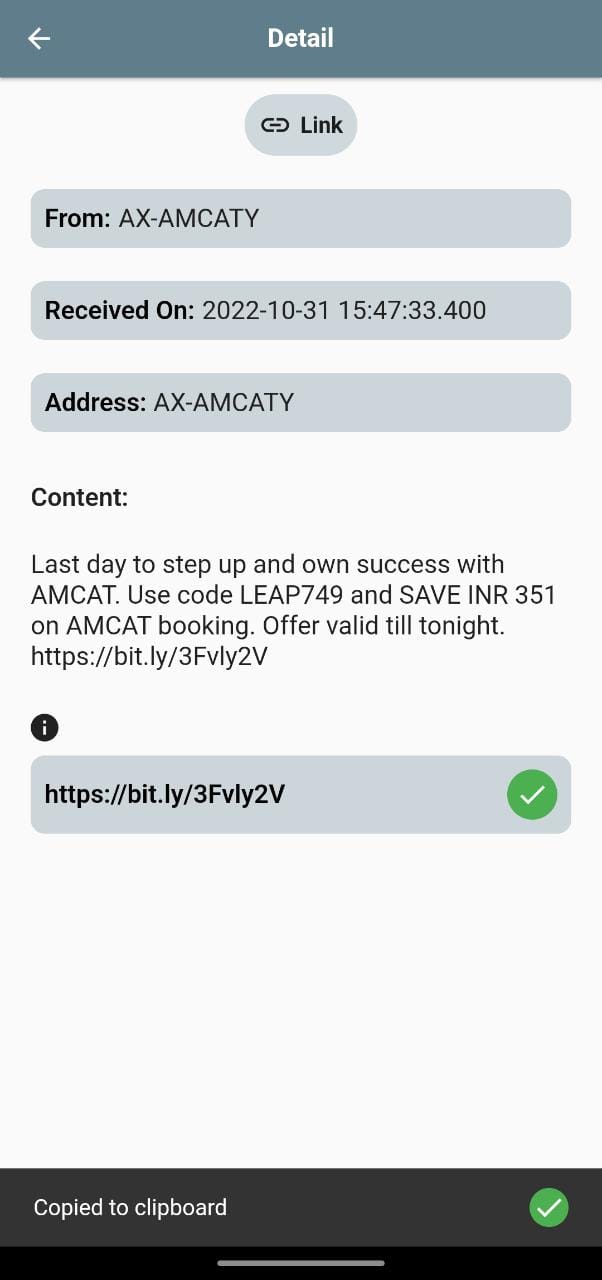 Detail
Link
From: AX-AMCATY
Received On: 2022-10-31 15:47:33.400
Address: AX-AMCATY
Content:
Last day to step up and own success with
AMCAT. Use code LEAP749 and SAVE INR 351
on AMCAT booking. Offer valid till tonight.
https://bit.ly/3Fvly2V
https://bit.ly/3Fvly2V
Copied to clipboard